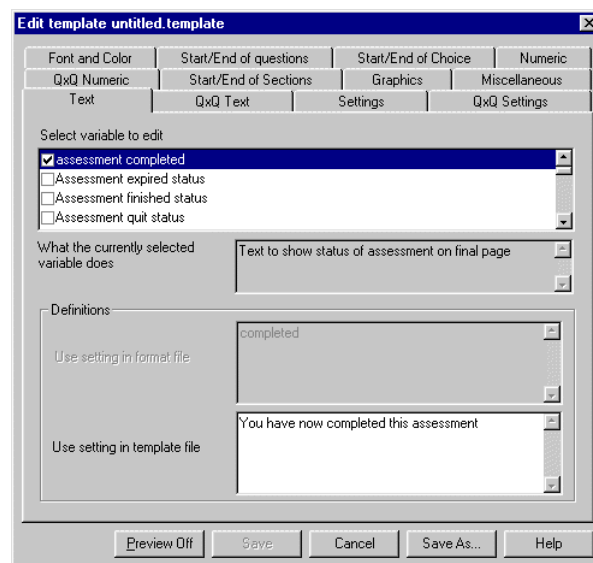 Edit template untitled.template
Font and Color Start/End of questions Start/End of Choice Numeric
QxQ Numeric Start/End of Sections Graphics Miscellaneous
Text QxQ Text Settings QxQ Settings
Select variable to edit
assessment completed
Assessment expired status
Assessment finished status
Assessment quit status
What the currently selected
variable does
Text to show status of assessment on final page
Definitions
Use setting in format file
completed
Use setting in template file
You have now completed this assessment
Preview Off Save Cancel Save As... Help